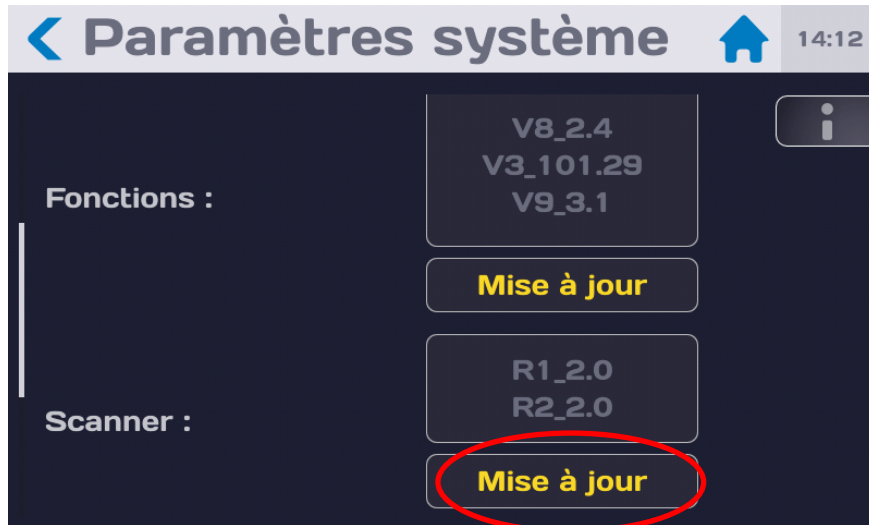 Paramètres système
14:12
V8_2.4
V3_101.29
Fonctions :
V9_3.1
Mise à jour
R1_2.0
R2_2.0
Scanner :
Mise à jour